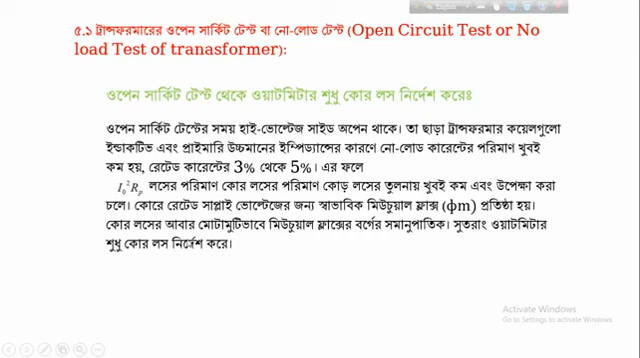 English
৫.১ ট্রান্সফরমারের ওপেন সার্কিট টেস্ট বা নো-লোড টেস্ট (Open Circuit Test or No
load Test of tranasformer):
ওপেন সার্কিট টেস্ট থেকে ওয়াটমিটার শুধু কোর লস নির্দেশ করেঃ
ওপেন সার্কিট টেস্টের সময় হাই-ভোল্টেজ সাইড অপেন থাকে। তা ছাড়া ট্রান্সফরমার কয়েলগুলো
ইন্ডাকটিভ এবং প্রাইমারি উচ্চমানের ইম্পিড্যান্সের কারণে নো-লোড কারেন্টের পরিমাণ খুবই
কম হয়, রেটেড কারেন্টের 3% থেকে 5%। এর ফলে
I₀²Rₚ লসের পরিমাণ কোর লসের পরিমাণ কোড় লসের তুলনায় খুবই কম এবং উপেক্ষা করা
চলে। কোরে রেটেড সাপ্লাই ভোল্টেজের জন্য স্বাভাবিক মিউচুয়াল ফ্লাক্স (ϕm) প্রতিষ্ঠা হয়।
কোর লসের আবার মোটামুটিভাবে মিউচুয়াল ফ্লাক্সের বর্গের সমানুপাতিক। সুতরাং ওয়াটমিটার
শুধু কোর লস নির্দেশ করে।
Activate Windows
Go to Settings to activate Windows.